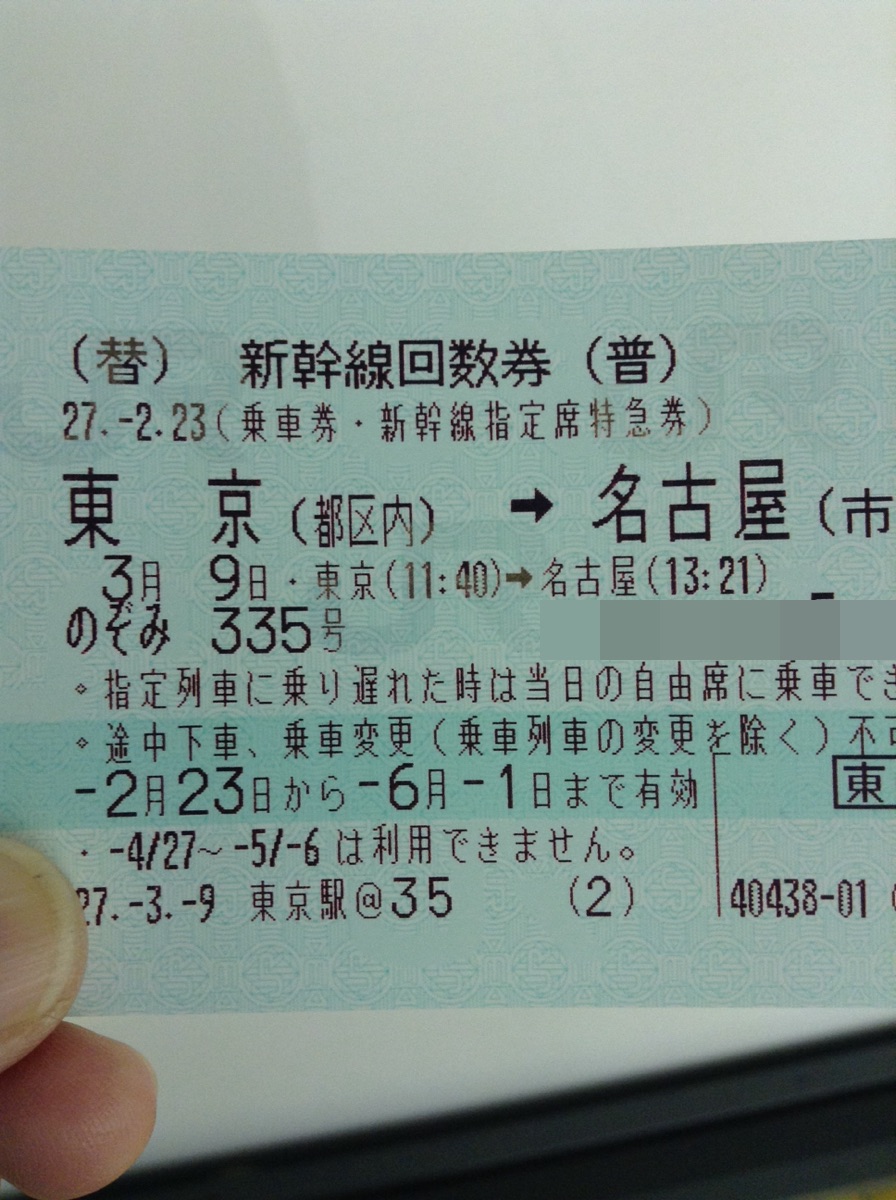 (替) 新幹線回数券 (普)
27.-2.23(乗車券・新幹線指定席特急券)
東 京(都区内) ➡ 名古屋(市
3月 9日・東京(11:40)➡名古屋(13:21)
のぞみ 335号
◦指定列車に乗り遅れた時は当日の自由席に乗車でき
◦途中下車、乗車変更(乗車列車の変更を除く)不可
-2月23日から-6月-1日まで有効
東
・-4/27~-5/-6は利用できません。
27.-3.-9 東京駅@35 (2) 40438-01